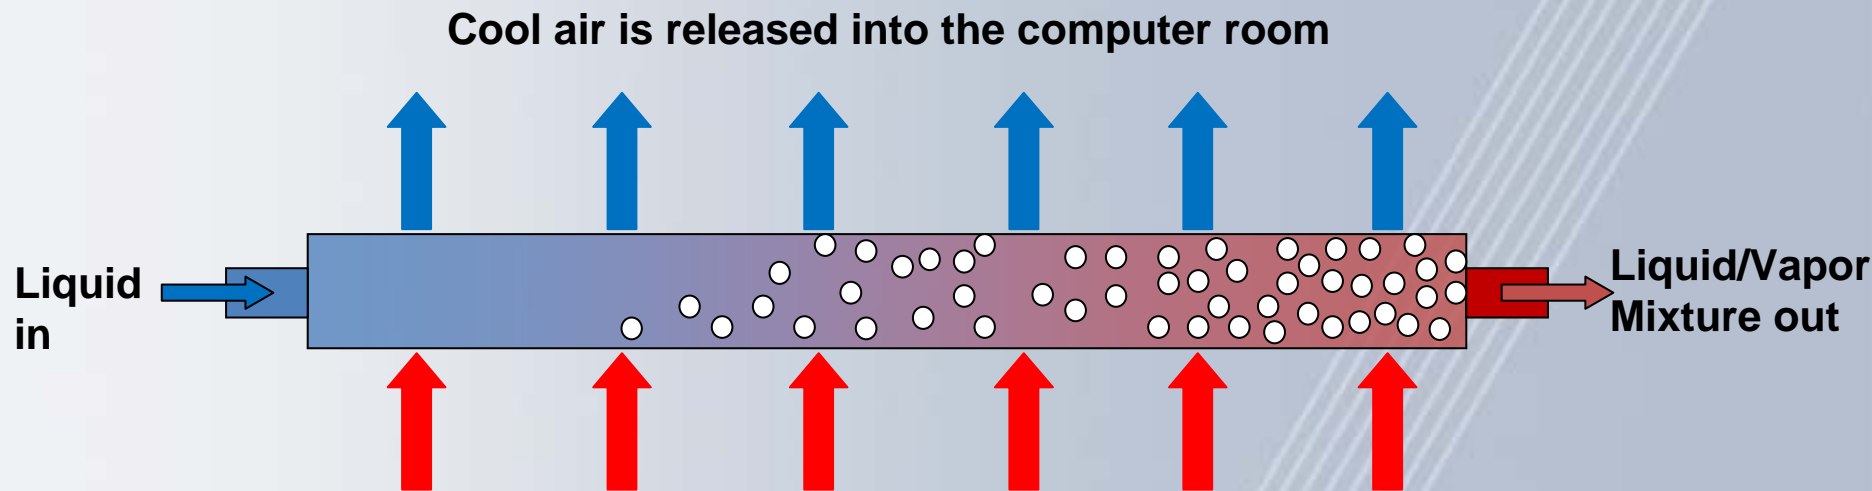 Cool air is released into the computer room
Liquid
in
Liquid/Vapor
Mixture out